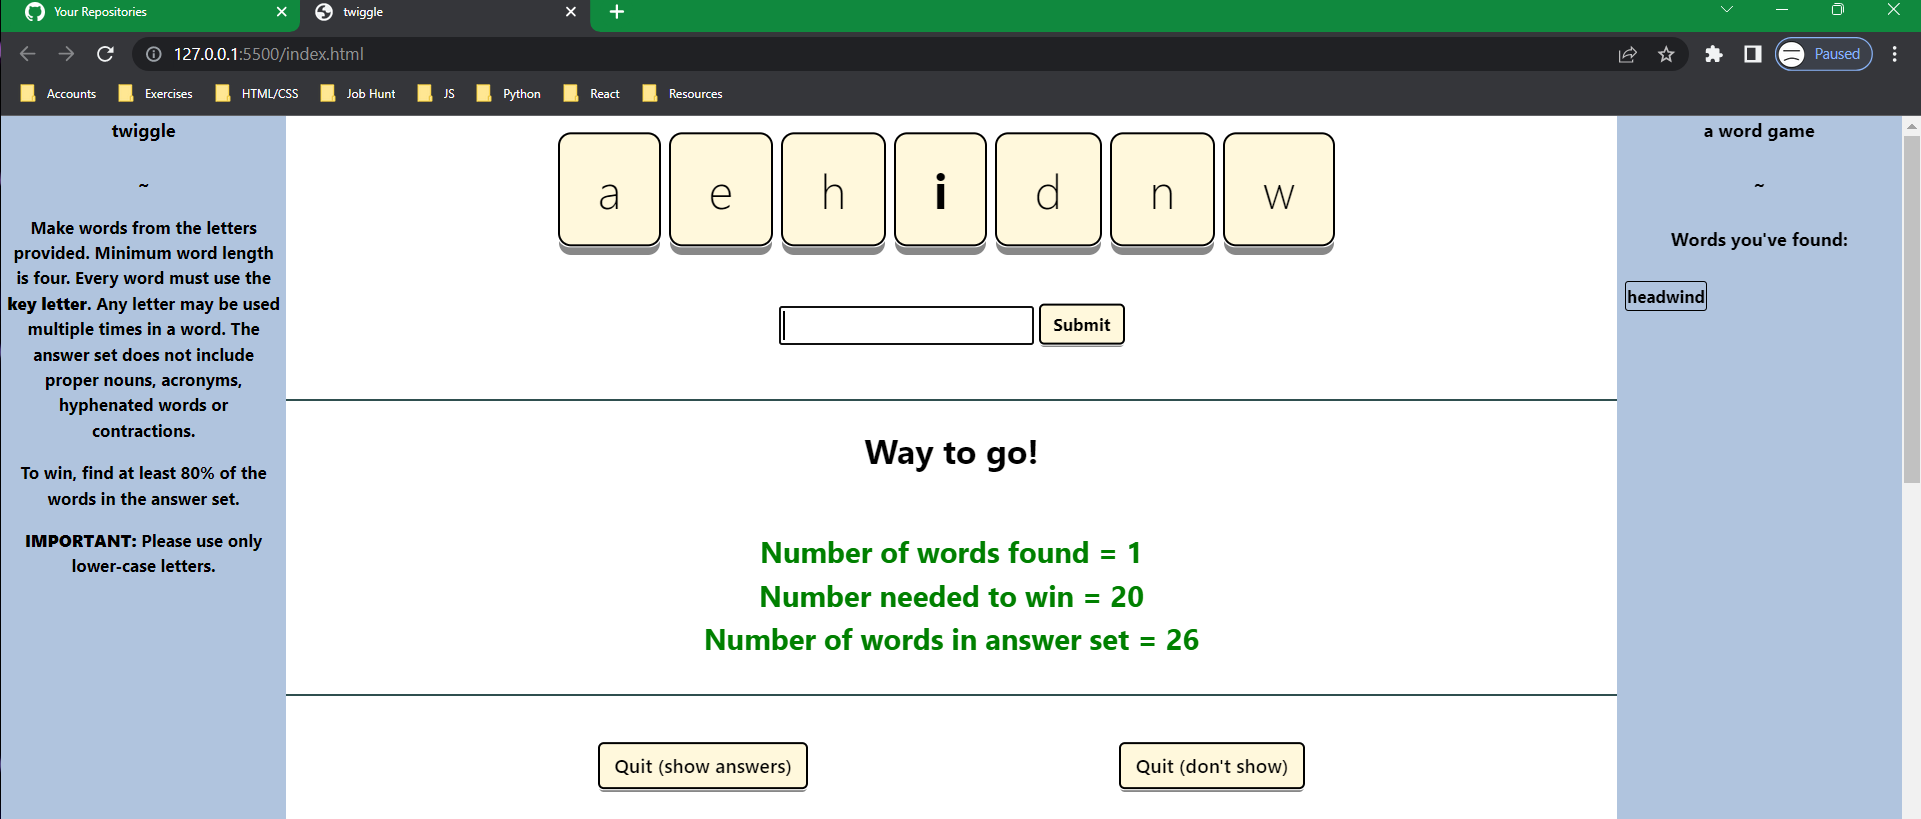 Your Repositories
twiggle
127.0.0.1:5500/index.html
Paused
Accounts
Exercises
HTML/CSS
Job Hunt
JS
Python
React
Resources
twiggle
~
Make words from the letters
provided. Minimum word length
is four. Every word must use the
key letter. Any letter may be used
multiple times in a word. The
answer set does not include
proper nouns, acronyms,
hyphenated words or
contractions.
To win, find at least 80% of the
words in the answer set.
IMPORTANT: Please use only
lower-case letters.
a e h i d n w
Submit
Way to go!
Number of words found = 1
Number needed to win = 20
Number of words in answer set = 26
Quit (show answers)
Quit (don't show)
a word game
~
Words you've found:
headwind